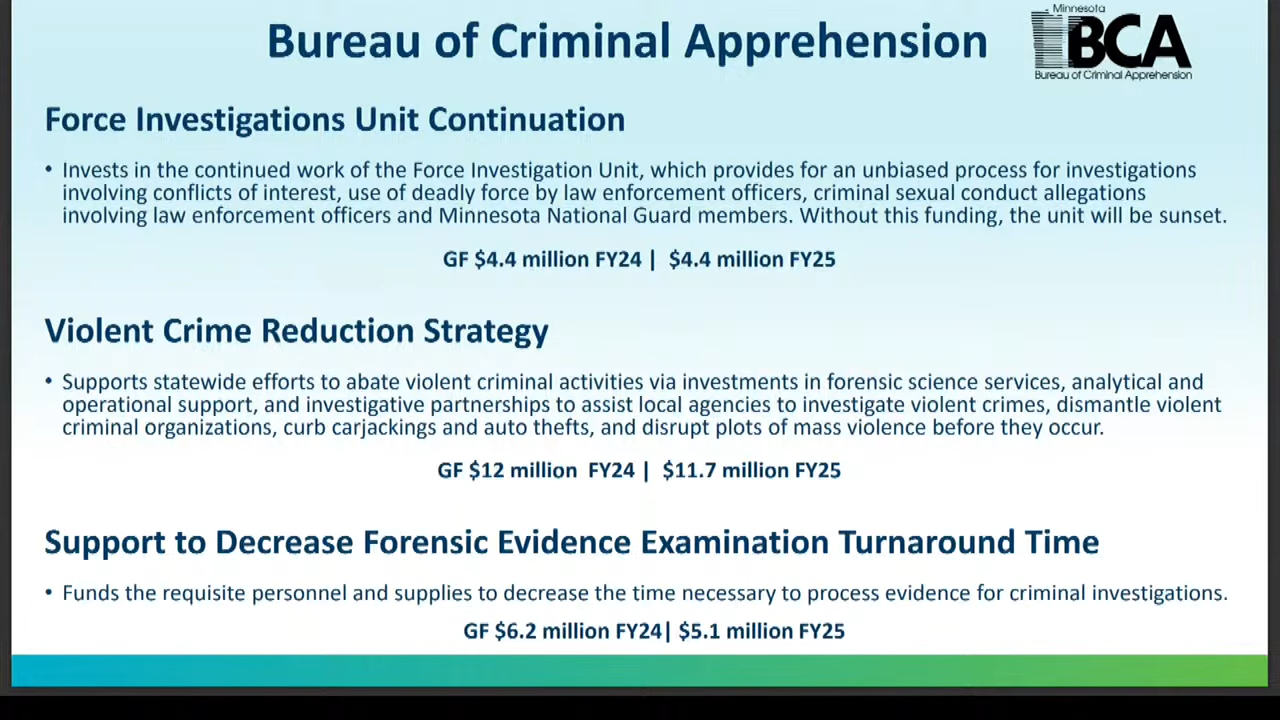 Bureau of Criminal Apprehension
Minnesota
BCA
Bureau of Criminal Apprehension
Force Investigations Unit Continuation
• Invests in the continued work of the Force Investigation Unit, which provides for an unbiased process for investigations
involving conflicts of interest, use of deadly force by law enforcement officers, criminal sexual conduct allegations
involving law enforcement officers and Minnesota National Guard members. Without this funding, the unit will be sunset.
GF $4.4 million FY24 | $4.4 million FY25
Violent Crime Reduction Strategy
• Supports statewide efforts to abate violent criminal activities via investments in forensic science services, analytical and
operational support, and investigative partnerships to assist local agencies to investigate violent crimes, dismantle violent
criminal organizations, curb carjackings and auto thefts, and disrupt plots of mass violence before they occur.
GF $12 million FY24 | $11.7 million FY25
Support to Decrease Forensic Evidence Examination Turnaround Time
• Funds the requisite personnel and supplies to decrease the time necessary to process evidence for criminal investigations.
GF $6.2 million FY24| $5.1 million FY25